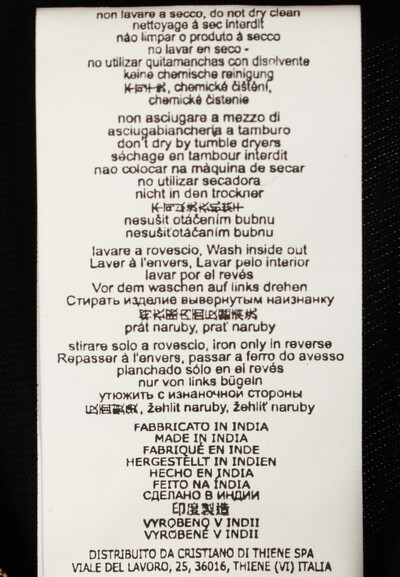 non lavare a secco, do not dry clean
nettoyage à sec interdit
não limpar o produto à secco
no lavar en seco -
no utilizar quitamanchas con disolvente
keine chemische reinigung
chemické čištění,
chemické čistenie
non asciugare a mezzo di
asciugabiancheria a tamburo
don't dry by tumble dryers
séchage en tambour interdit
nao colocar na màquina de secar
no utilizar secadora
nicht in den trockner
nesušit otáčením bubnu
nesušiť otáčaním bubnu
lavare a rovescio, Wash inside out
Laver à l'envers, Lavar pelo interior
lavar por el revés
Vor dem waschen auf links drehen
Стирать изделие вывернутым наизнанку
prát naruby, prať naruby
stirare solo a rovescio, iron only in reverse
Repasser à l'envers, passar a ferro do avesso
planchado sólo en el revés
nur von links bügeln
утюжить с изнаночной стороны
žehlit naruby, žehliť naruby
FABBRICATO IN INDIA
MADE IN INDIA
FABRIQUÉ EN INDE
HERGESTELLT IN INDIEN
HECHO EN INDIA
FEITO NA ÍNDIA
СДЕЛАНО В ИНДИИ
印度製造
VYROBENO V INDII
VYROBENÉ V INDII
DISTRIBUITO DA CRISTIANO DI THIENE SPA
VIALE DEL LAVORO, 25, 36016, THIENE (VI) ITALIA